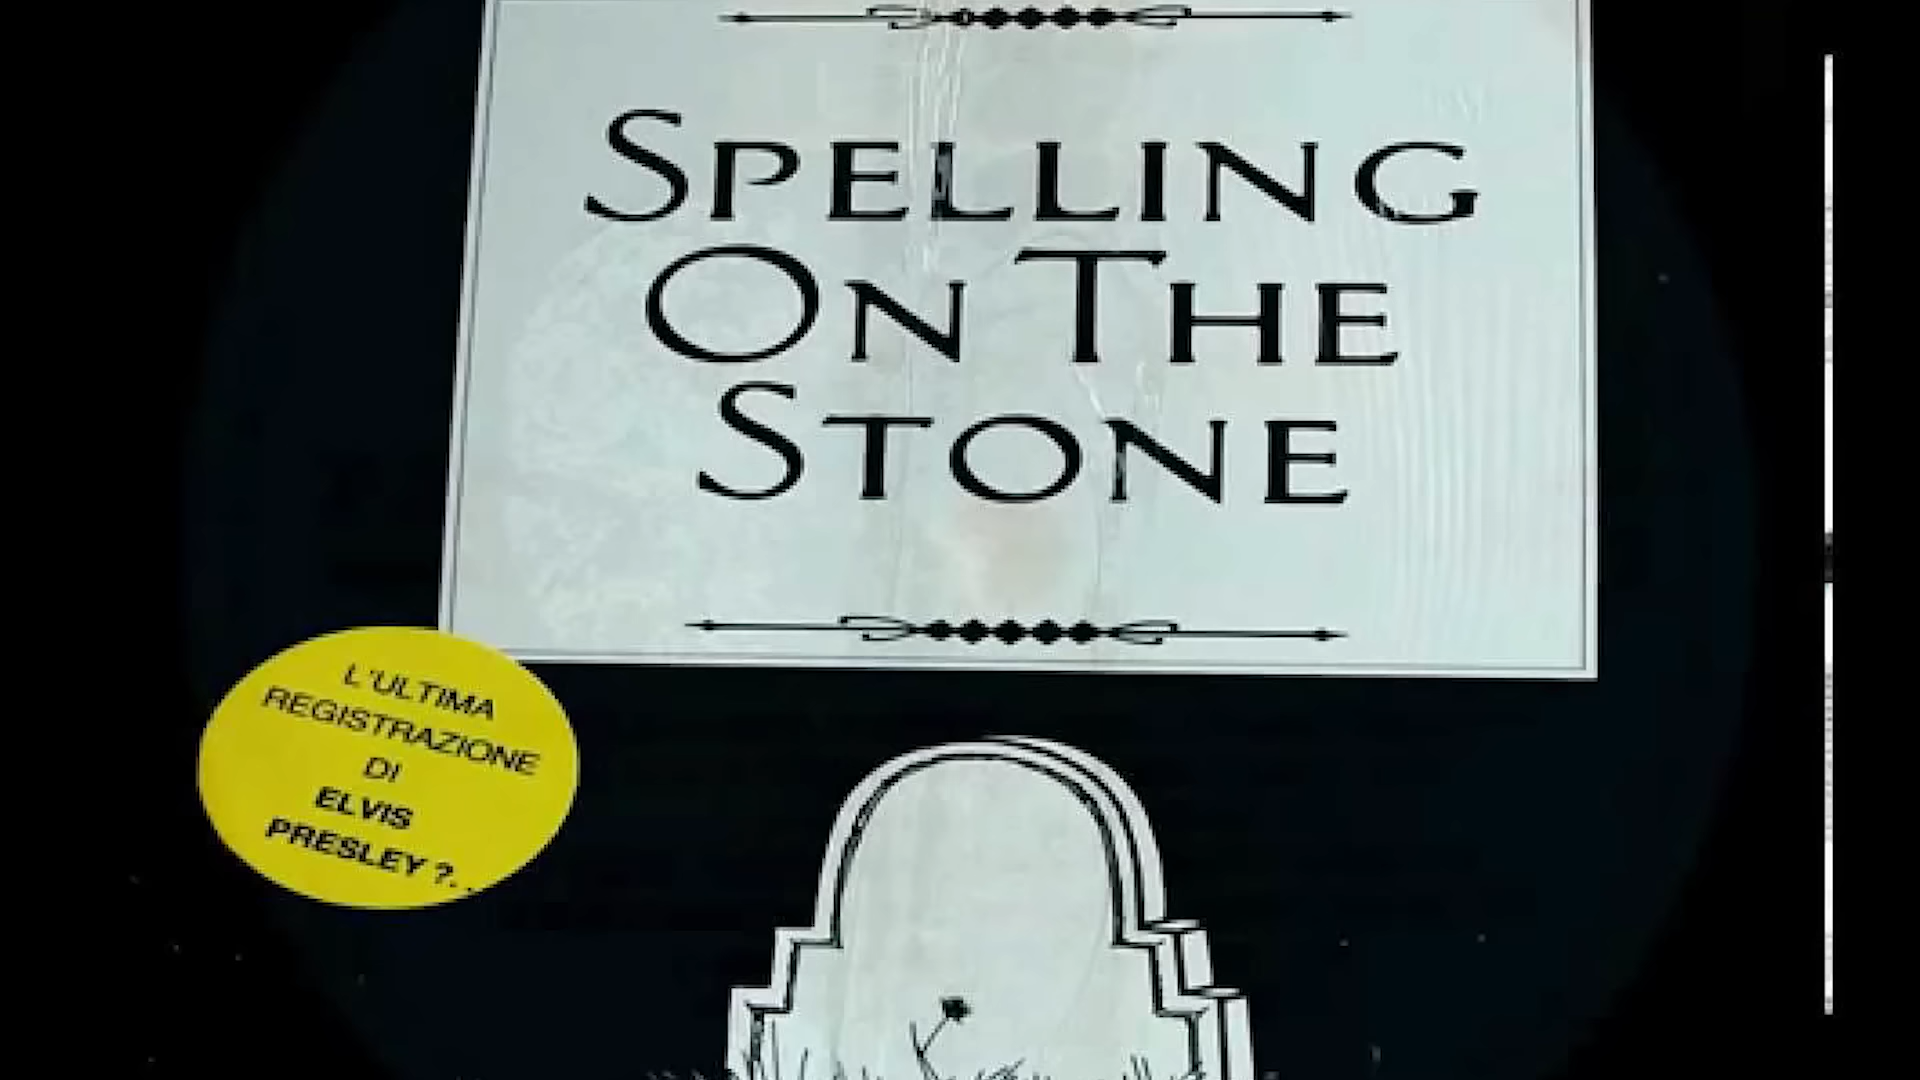 SPELLING
ON THE
STONE
L'ULTIMA
REGISTRAZIONE
DI
ELVIS
PRESLEY ?..